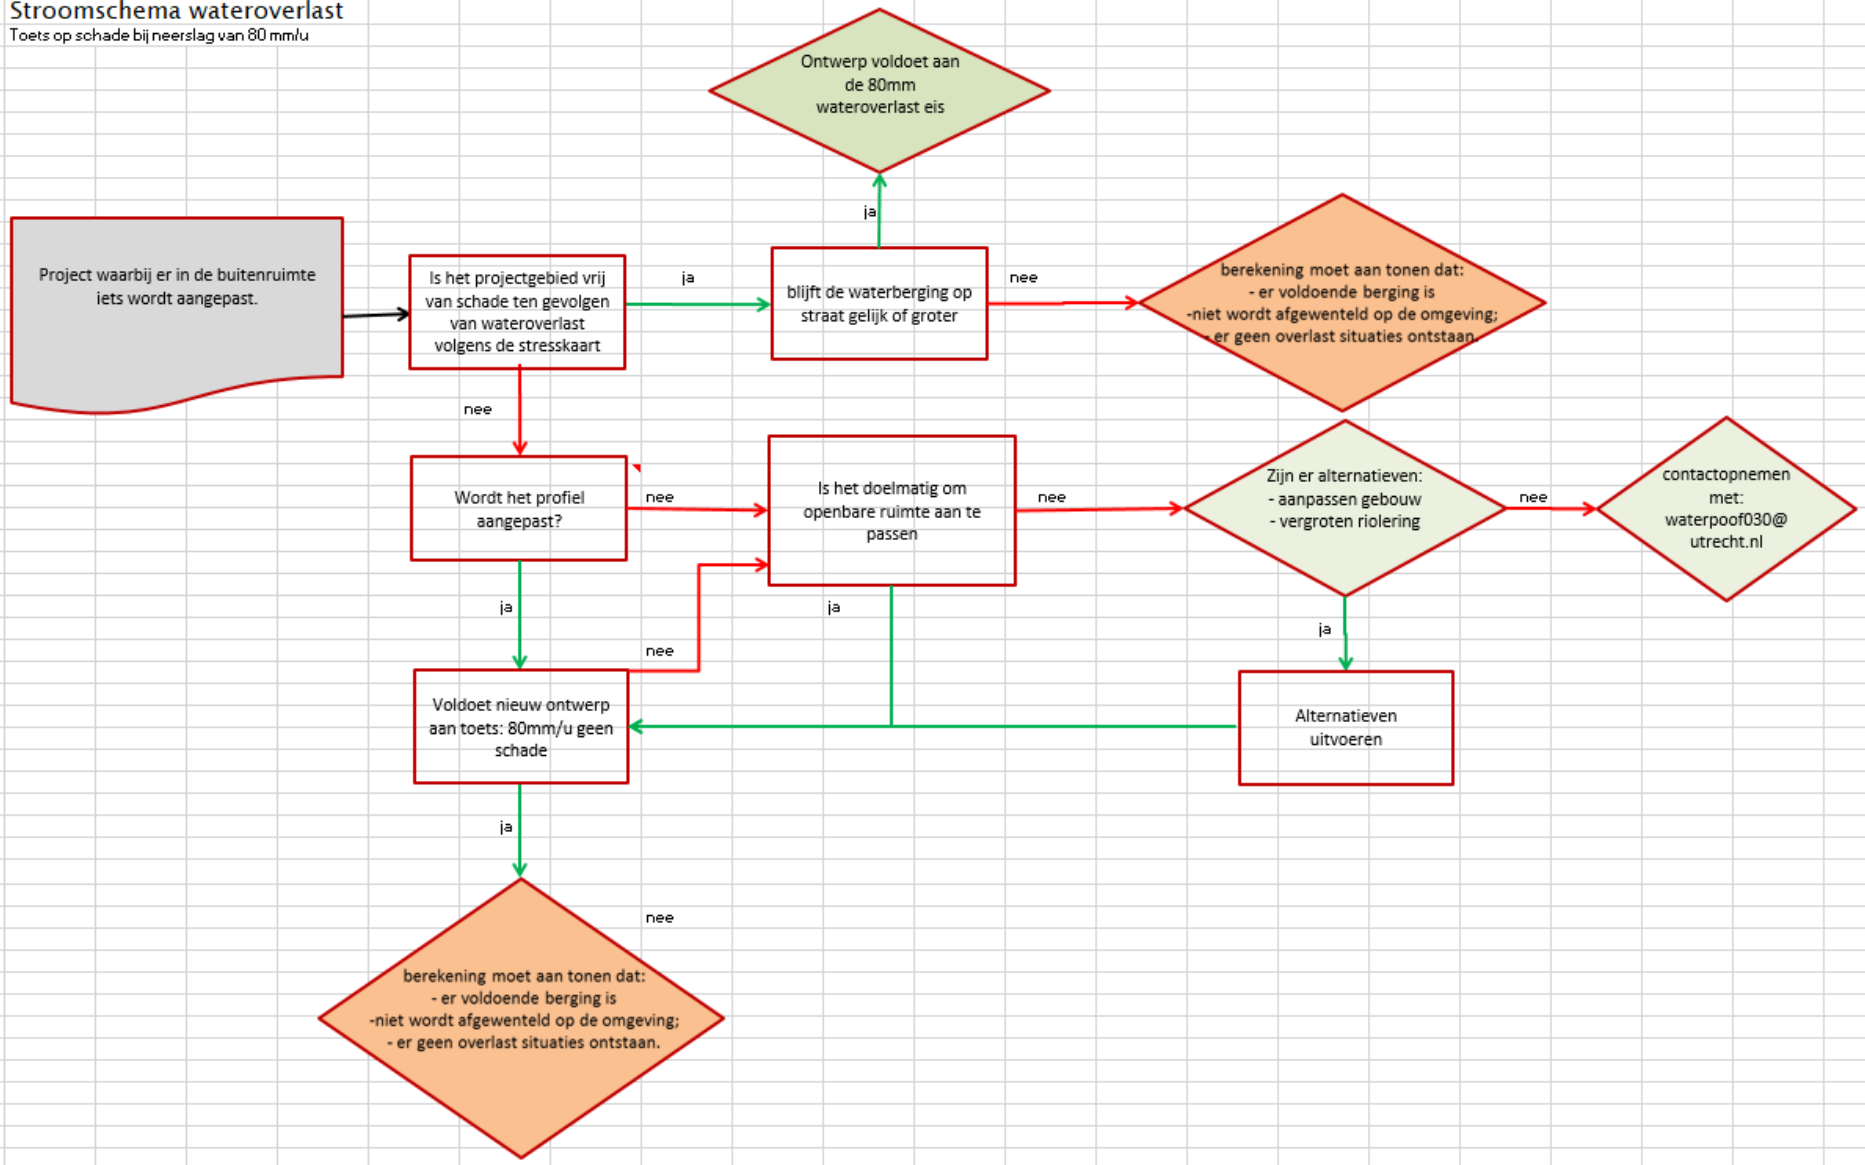 Stroomschema wateroverlast
Toets op schade bij neerslag van 80 mm/u
Ontwerp voldoet aan
de 80mm
wateroverlast eis
ja
Project waarbij er in de buitenruimte
iets wordt aangepast.
Is het projectgebied vrij
van schade ten gevolgen
van wateroverlast
volgens de stresskaart
ja
blijft de waterberging op
straat gelijk of groter
nee
berekening moet aan tonen dat:
- er voldoende berging is
-niet wordt afgewenteld op de omgeving;
- er geen overlast situaties ontstaan.
nee
Wordt het profiel
aangepast?
nee
Is het doelmatig om
openbare ruimte aan te
passen
nee
Zijn er alternatieven:
- aanpassen gebouw
- vergroten riolering
nee
contactopnemen
met:
waterpoof030@
utrecht.nl
ja
ja
ja
nee
Voldoet nieuw ontwerp
aan toets: 80mm/u geen
schade
Alternatieven
uitvoeren
ja
nee
berekening moet aan tonen dat:
- er voldoende berging is
-niet wordt afgewenteld op de omgeving;
- er geen overlast situaties ontstaan.